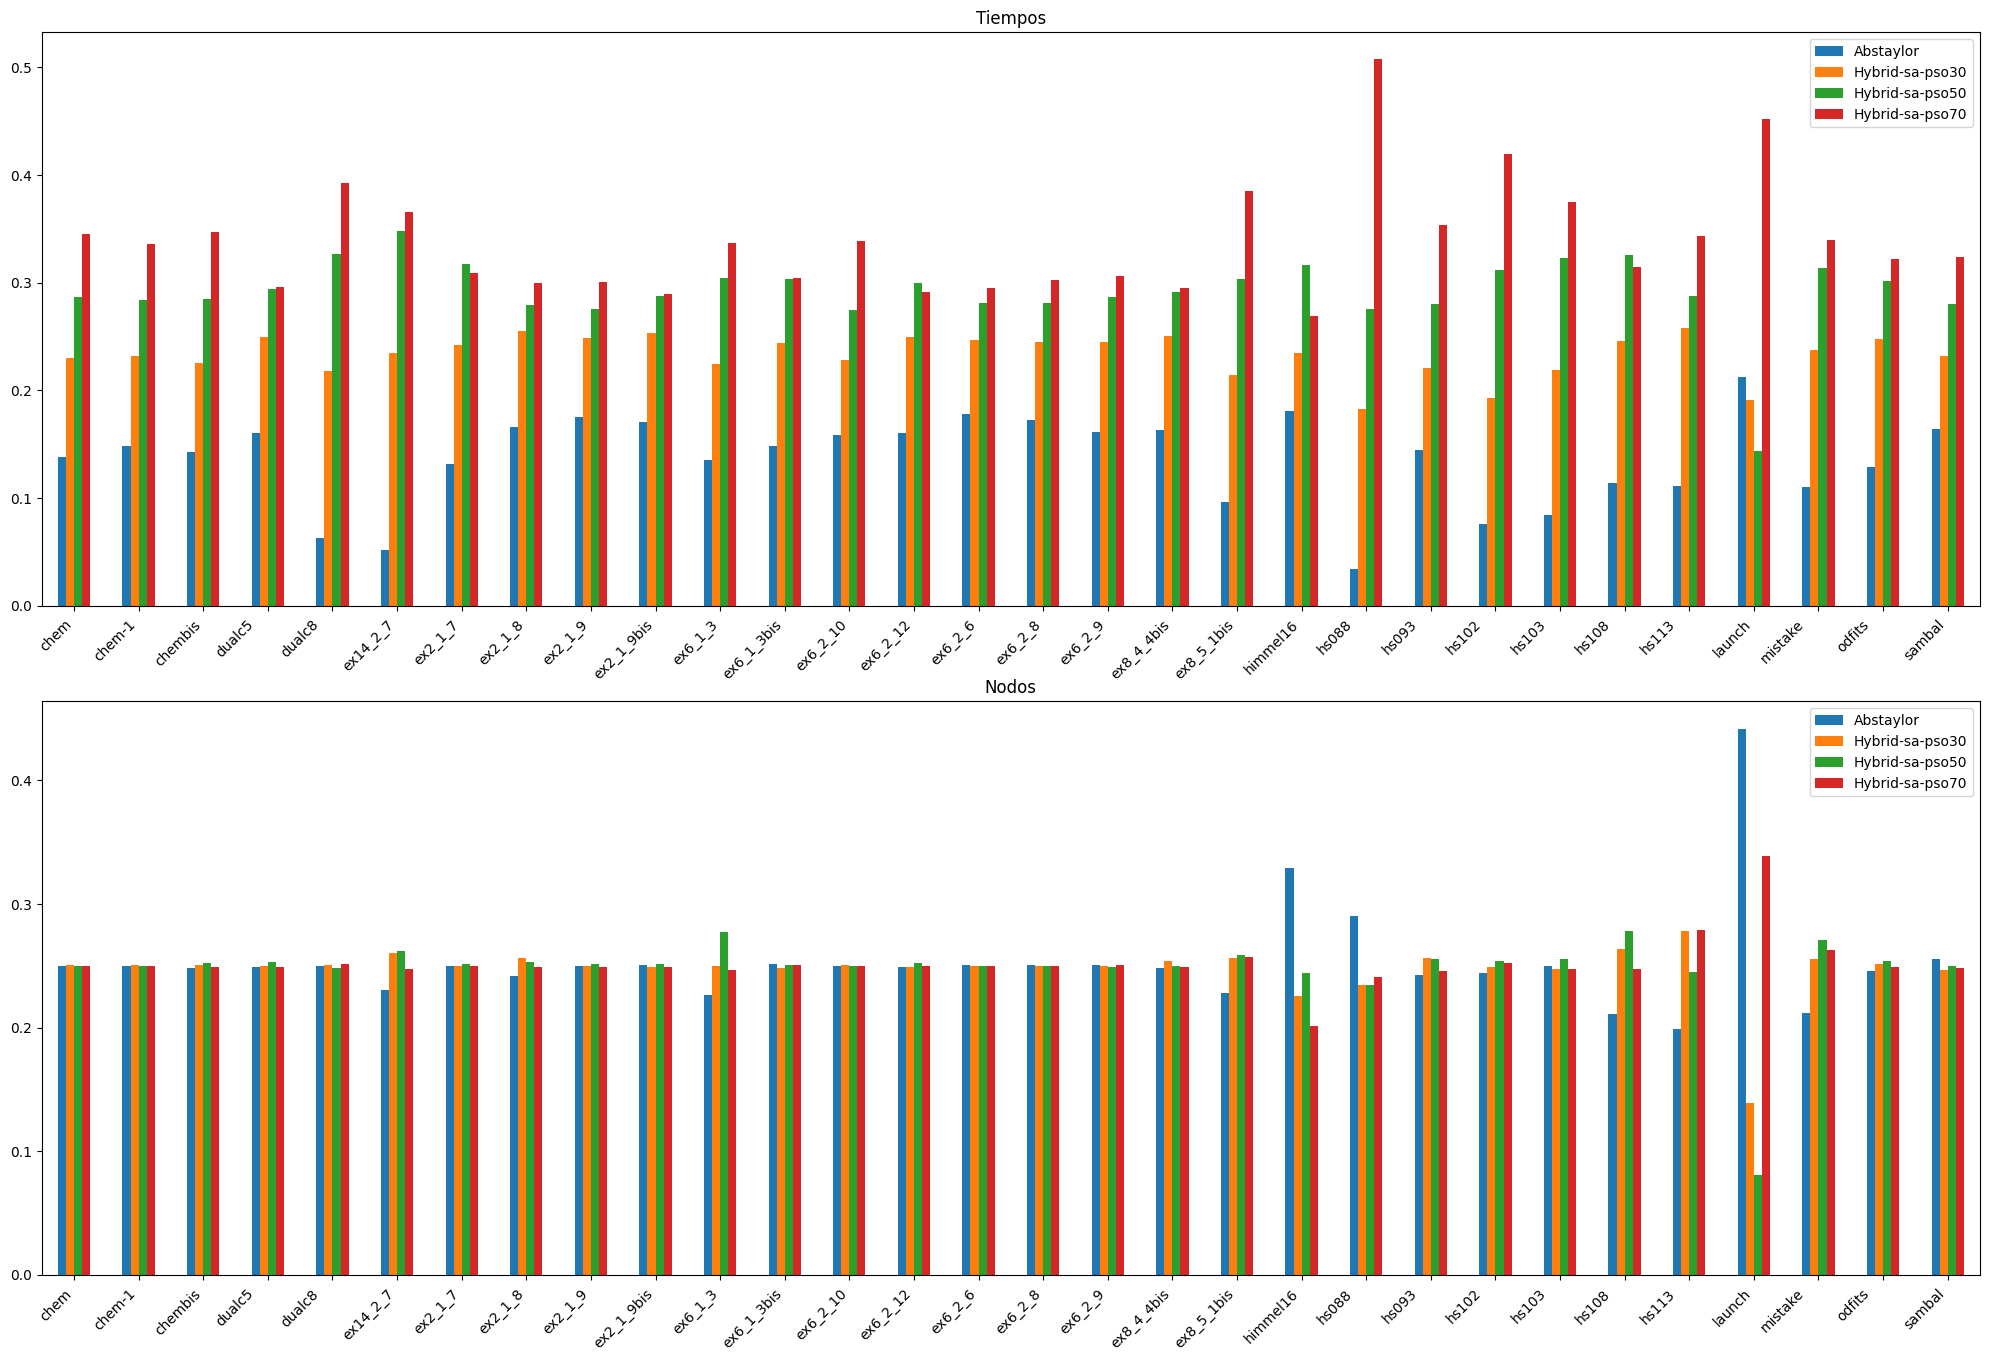 Tiempos
0.5
0.4
0.3
0.2
0.1
0.0
Abstaylor
Hybrid-sa-pso30
Hybrid-sa-pso50
Hybrid-sa-pso70
chem
chem-1
chembis
dualc5
dualc8
ex14_2_7
ex2_1_7
ex2_1_8
ex2_1_9
ex2_1_9bis
ex6_1_3
ex6_1_3bis
ex6_2_10
ex6_2_12
ex6_2_6
ex6_2_8
ex6_2_9
ex8_4_4bis
ex8_5_1bis
himmel16
hs088
hs093
hs102
hs103
hs108
hs113
launch
mistake
odfits
sambal
Nodos
0.4
0.3
0.2
0.1
0.0
Abstaylor
Hybrid-sa-pso30
Hybrid-sa-pso50
Hybrid-sa-pso70
chem
chem-1
chembis
dualc5
dualc8
ex14_2_7
ex2_1_7
ex2_1_8
ex2_1_9
ex2_1_9bis
ex6_1_3
ex6_1_3bis
ex6_2_10
ex6_2_12
ex6_2_6
ex6_2_8
ex6_2_9
ex8_4_4bis
ex8_5_1bis
himmel16
hs088
hs093
hs102
hs103
hs108
hs113
launch
mistake
odfits
sambal